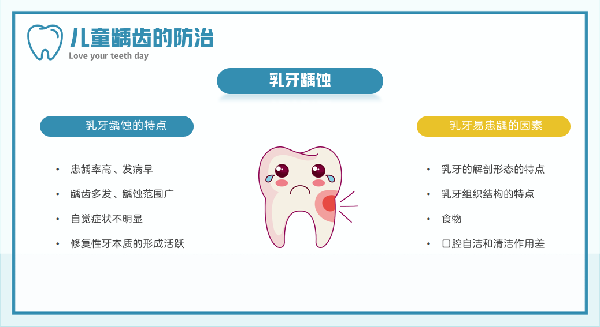 儿童龋齿的防治
Love your teeth day
乳牙龋蚀
乳牙龋蚀的特点
患龋率高、发病早
龋齿多发、龋蚀范围广
自觉症状不明显
修复性牙本质的形成活跃
乳牙易患龋的因素
乳牙的解剖形态的特点
乳牙组织结构的特点
食物
口腔自洁和清洁作用差